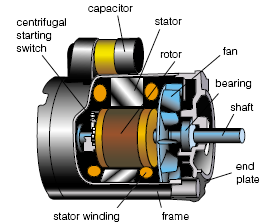 capacitor
centrifugal
starting
switch
stator
rotor
fan
bearing
shaft
end
plate
stator winding
frame